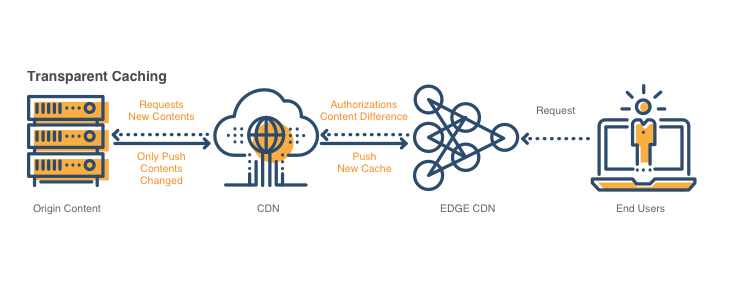 Transparent Caching
Requests
New Contents
Only Push
Contents
Changed
Authorizations
Content Difference
Push
New Cache
Request
Origin Content
CDN
EDGE CDN
End Users